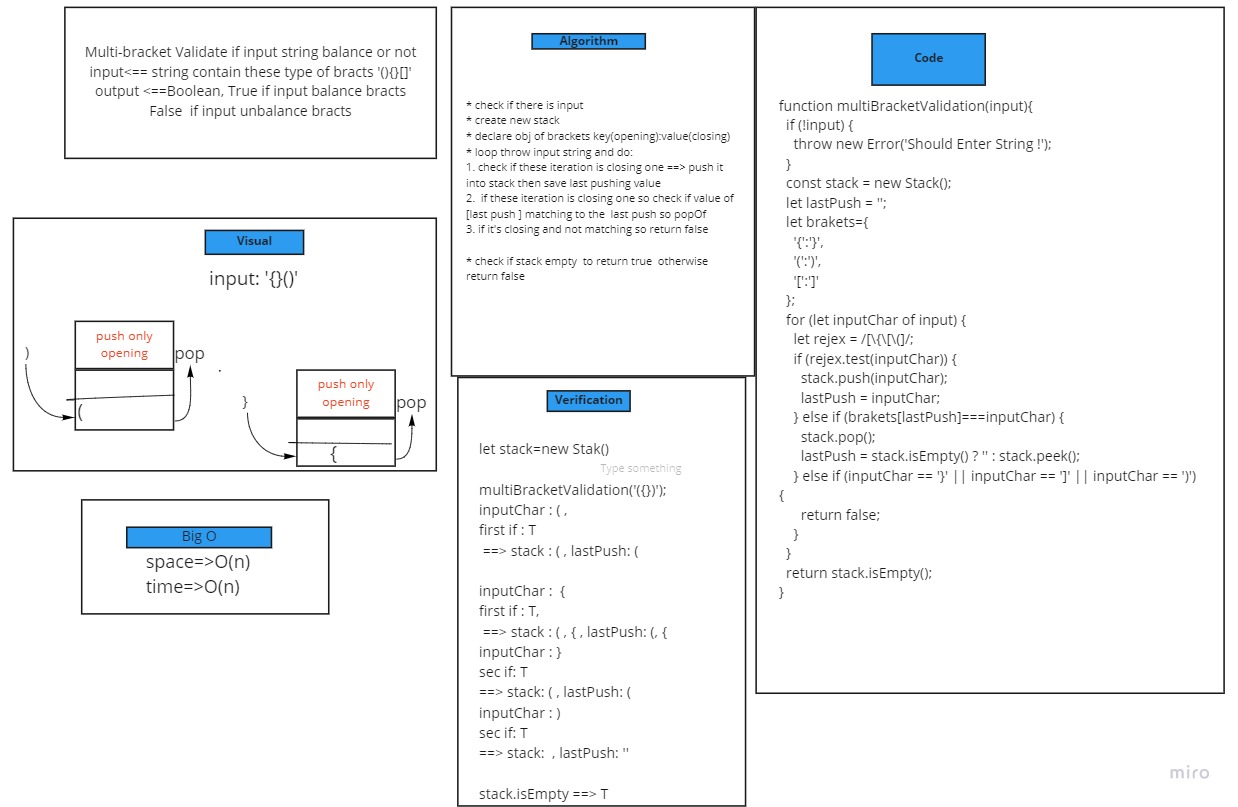 Multi-bracket Validate if input string balance or not
input<== string contain these type of bracts '(){}[]'
output <==Boolean, True if input balance bracts
False  if input unbalance bracts
Visual
input: '{}()'
push only
opening
)
pop
(
push only
opening
}
pop
{
Big O
space=>O(n)
time=>O(n)
Algorithm
* check if there is input
* create new stack
* declare obj of brackets key(opening):value(closing)
* loop throw input string and do:
1. check if these iteration is closing one ==> push it
into stack then save last pushing value
2.  if these iteration is closing one so check if value of
[last push ] matching to the  last push so popOf
3. if it's closing and not matching so return false
* check if stack empty  to return true  otherwise
return false
Verification
let stack=new Stak()
Type something
multiBracketValidation('({})');
inputChar : ( ,
first if : T
==> stack : ( , lastPush: (
inputChar :  {
first if : T,
==> stack : ( , { , lastPush: (, {
inputChar : }
sec if: T
==> stack: ( , lastPush: (
inputChar : )
sec if: T
==> stack:  , lastPush: ''
stack.isEmpty ==> T
Code
function multiBracketValidation(input){
if (!input) {
throw new Error('Should Enter String !');
}
const stack = new Stack();
let lastPush = '';
let brakets={
'{':'}',
'(':')',
'[':']'
};
for (let inputChar of input) {
let rejex = /[\{\[\(]/;
if (rejex.test(inputChar)) {
stack.push(inputChar);
lastPush = inputChar;
} else if (brakets[lastPush]===inputChar) {
stack.pop();
lastPush = stack.isEmpty() ? '' : stack.peek();
} else if (inputChar == '}' || inputChar == ']' || inputChar == ')')
{
return false;
}
}
return stack.isEmpty();
}
miro